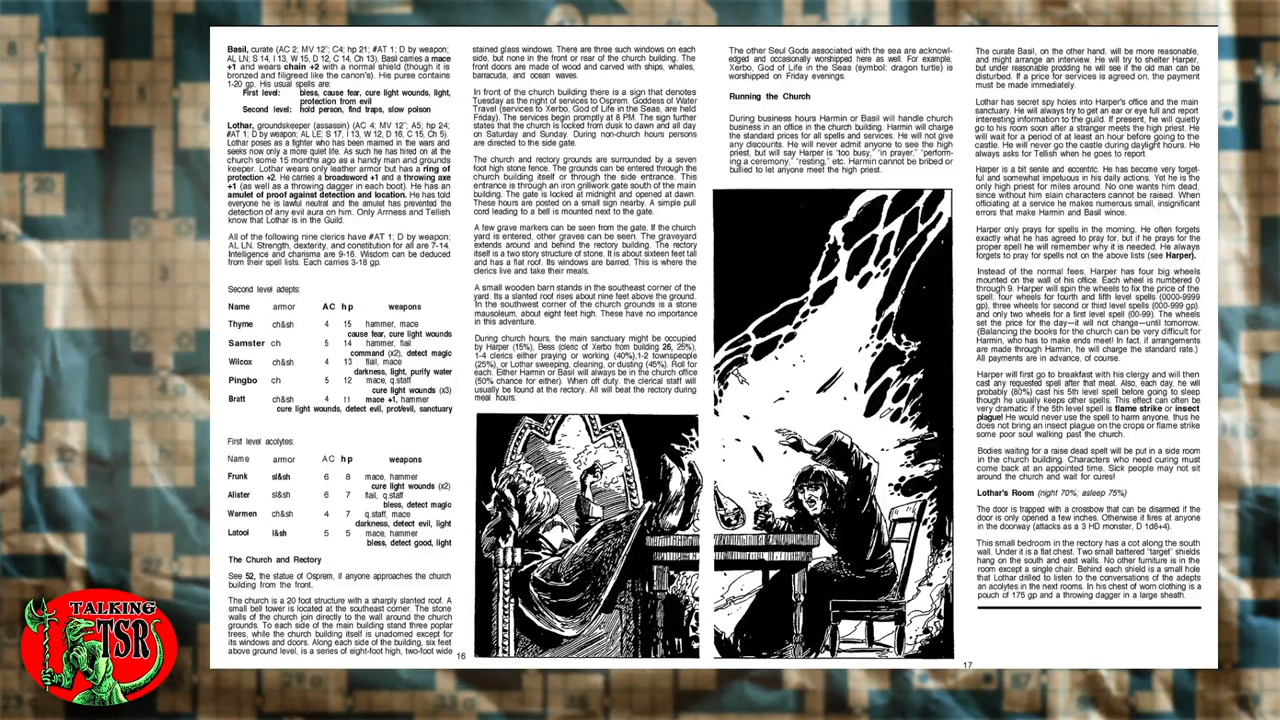 Basil, curate (AC 2; MV 12"; C4; hp 21; #AT 1; D by weapon;
AL LN; S 14, I 13, W 15, D 12, C 14, Ch 13). Basil carries a mace
+1 and wears chain +2 with a normal shield (though it is
bronzed and filigreed like the canon's). His purse contains
1-20 gp. His usual spells are:
First level: bless, cause fear, cure light wounds, light,
protection from evil
Second level: hold person, find traps, slow poison
Lothar, groundskeeper (assassin) (AC 4; MV 12"; A5; hp 24;
#AT 1; D by weapon; AL LE; S 17, I 13, W 12, D 16, C 15, Ch 5).
Lothar poses as a fighter who has been maimed in the wars and
seeks now only a more quiet life. As such he has hired on at the
church some 15 months ago as a handy man and grounds
keeper. Lothar wears only leather armor but has a ring of
protection +2. He carries a broadsword +1 and a throwing axe
+1 (as well as a throwing dagger in each boot). He has an
amulet of proof against detection and location. He has told
everyone he is lawful neutral and the amulet has prevented the
detection of any evil aura on him. Only Arrness and Tellish
know that Lothar is in the Guild.
All of the following nine clerics have #AT 1; D by weapon;
AL LN. Strength, dexterity, and constitution for all are 7-14.
Intelligence and charisma are 9-16. Wisdom can be deduced
from their spell lists. Each carries 3-18 gp.
Second level adepts:
Name armor AC hp weapons
Thyme ch&sh 4 15 hammer, mace
cause fear, cure light wounds
Samster ch 5 14 hammer, flail
command (x2), detect magic
Wilcox ch&sh 4 13 flail, mace
darkness, light, purify water
Pingbo ch 5 12 mace, q.staff
cure light wounds (x3)
Bratt ch&sh 4 11 mace +1, hammer
cure light wounds, detect evil, prot/evil, sanctuary
First level acolytes:
Name armor AC hp weapons
Frunk sl&sh 6 8 mace, hammer
cure light wounds (x2)
Alister sl&sh 6 7 flail, q.staff
bless, detect magic
Warmen ch&sh 4 7 q.staff, mace
darkness, detect evil, light
Latool l&sh 5 5 mace, hammer
bless, detect good, light
The Church and Rectory
See 52, the statue of Osprem, if anyone approaches the church
building from the front.
The church is a 20 foot structure with a sharply slanted roof. A
small bell tower is located at the southeast corner. The stone
walls of the church join directly to the wall around the church
grounds. To each side of the main building stand three poplar
trees, while the church building itself is unadorned except for
its windows and doors. Along each side of the building, six feet
above ground level, is a series of eight-foot high, two-foot wide
16
stained glass windows. There are three such windows on each
side, but none in the front or rear of the church building. The
front doors are made of wood and carved with ships, whales,
barracuda, and ocean waves.
In front of the church building there is a sign that denotes
Tuesday as the night of services to Osprem. Goddess of Water
Travel (services to Xerbo, God of Life in the Seas, are held
Friday). The services begin promptly at 8 PM. The sign further
states that the church is locked from dusk to dawn and all day
on Saturday and Sunday. During non-church hours persons
are directed to the side gate.
The church and rectory grounds are surrounded by a seven
foot high stone fence. The grounds can be entered through the
church building itself or through the side entrance. This
entrance is through an iron grillwork gate south of the main
building. The gate is locked at midnight and opened at dawn.
These hours are posted on a small sign nearby. A simple pull
cord leading to a bell is mounted next to the gate.
A few grave markers can be seen from the gate. If the church
yard is entered, other graves can be seen. The graveyard
extends around and behind the rectory building. The rectory
itself is a two story structure of stone. It is about sixteen feet tall
and has a flat roof. Its windows are barred. This is where the
clerics live and take their meals.
A small wooden barn stands in the southeast corner of the
yard. Its a slanted roof rises about nine feet above the ground.
In the southwest corner of the church grounds is a stone
mausoleum, about eight feet high. These have no importance
in this adventure.
During church hours, the main sanctuary might be occupied
by Harper (15%), Bess (cleric of Xerbo from building 26, 25%),
1-4 clerics either praying or working (40%),1-2 townspeople
(25%), or Lothar sweeping, cleaning, or dusting (45%). Roll for
each. Either Harmin or Basil will always be in the church office
(50% chance for either). When off duty, the clerical staff will
usually be found at the rectory. All will beat the rectory during
meal hours.
The other Seul Gods associated with the sea are acknowl-
edged and occasionally worshipped here as well. For example,
Xerbo, God of Life in the Seas (symbol: dragon turtle) is
worshipped on Friday evenings.
Running the Church
During business hours Harmin or Basil will handle church
business in an office in the church building. Harmin will charge
the standard prices for all spells and services. He will not give
any discounts. He will never admit anyone to see the high
priest, but will say Harper is "too busy," "in prayer," "perform-
ing a ceremony," "resting," etc. Harmin cannot be bribed or
bullied to let anyone meet the high priest.
The curate Basil, on the other hand. will be more reasonable,
and might arrange an interview. He will try to shelter Harper,
but under reasonable prodding he will see if the old man can be
disturbed. If a price for services is agreed on, the payment
must be made immediately.
Lothar has secret spy holes into Harper's office and the main
sanctuary. He will always try to get an ear or eye full and report
interesting information to the guild. If present, he will quietly
go to his room soon after a stranger meets the high priest. He
will wait for a period of at least an hour before going to the
castle. He will never go the castle during daylight hours. He
always asks for Tellish when he goes to report.
Harper is a bit senile and eccentric. He has become very forget-
ful and somewhat impetuous in his daily actions. Yet he is the
only high priest for miles around. No one wants him dead,
since without him slain characters cannot be raised. When
officiating at a service he makes numerous small, insignificant
errors that make Harmin and Basil wince.
Harper only prays for spells in the morning. He often forgets
exactly what he has agreed to pray for, but if he prays for the
proper spell he will remember why it is needed. He always
forgets to pray for spells not on the above lists (see Harper).
Instead of the normal fees, Harper has four big wheels
mounted on the wall of his office. Each wheel is numbered 0
through 9. Harper will spin the wheels to fix the price of the
spell: four wheels for fourth and fifth level spells (0000-9999
gp), three wheels for second or third level spells (000-999 gp),
and only two wheels for a first level spell (00-99). The wheels
set the price for the day—it will not change—until tomorrow.
(Balancing the books for the church can be very difficult for
Harmin, who has to make ends meet! In fact, if arrangements
are made through Harmin, he will charge the standard rate.)
All payments are in advance, of course.
Harper will first go to breakfast with his clergy and will then
cast any requested spell after that meal. Also, each day, he will
probably (80%) cast his 5th level spell before going to sleep
though he usually keeps other spells. This effect can often be
very dramatic if the 5th level spell is flame strike or insect
plague! He would never use the spell to harm anyone, thus he
does not bring an insect plague on the crops or flame strike
some poor soul walking past the church.
Bodies waiting for a raise dead spell will be put in a side room
in the church building. Characters who need curing must
come back at an appointed time. Sick people may not sit
around the church and wait for cures!
Lothar's Room (night 70%; asleep 75%)
The door is trapped with a crossbow that can be disarmed if the
door is only opened a few inches. Otherwise it fires at anyone
in the doorway (attacks as a 3 HD monster, D 1d6+4).
This small bedroom in the rectory has a cot along the south
wall. Under it is a flat chest. Two small battered "target" shields
hang on the south and east walls. No other furniture is in the
room except a single chair. Behind each shield is a small hole
that Lothar drilled to listen to the conversations of the adepts
an acolytes in the next rooms. In his chest of worn clothing is a
pouch of 175 gp and a throwing dagger in a large sheath.
17
TALKING
TSR